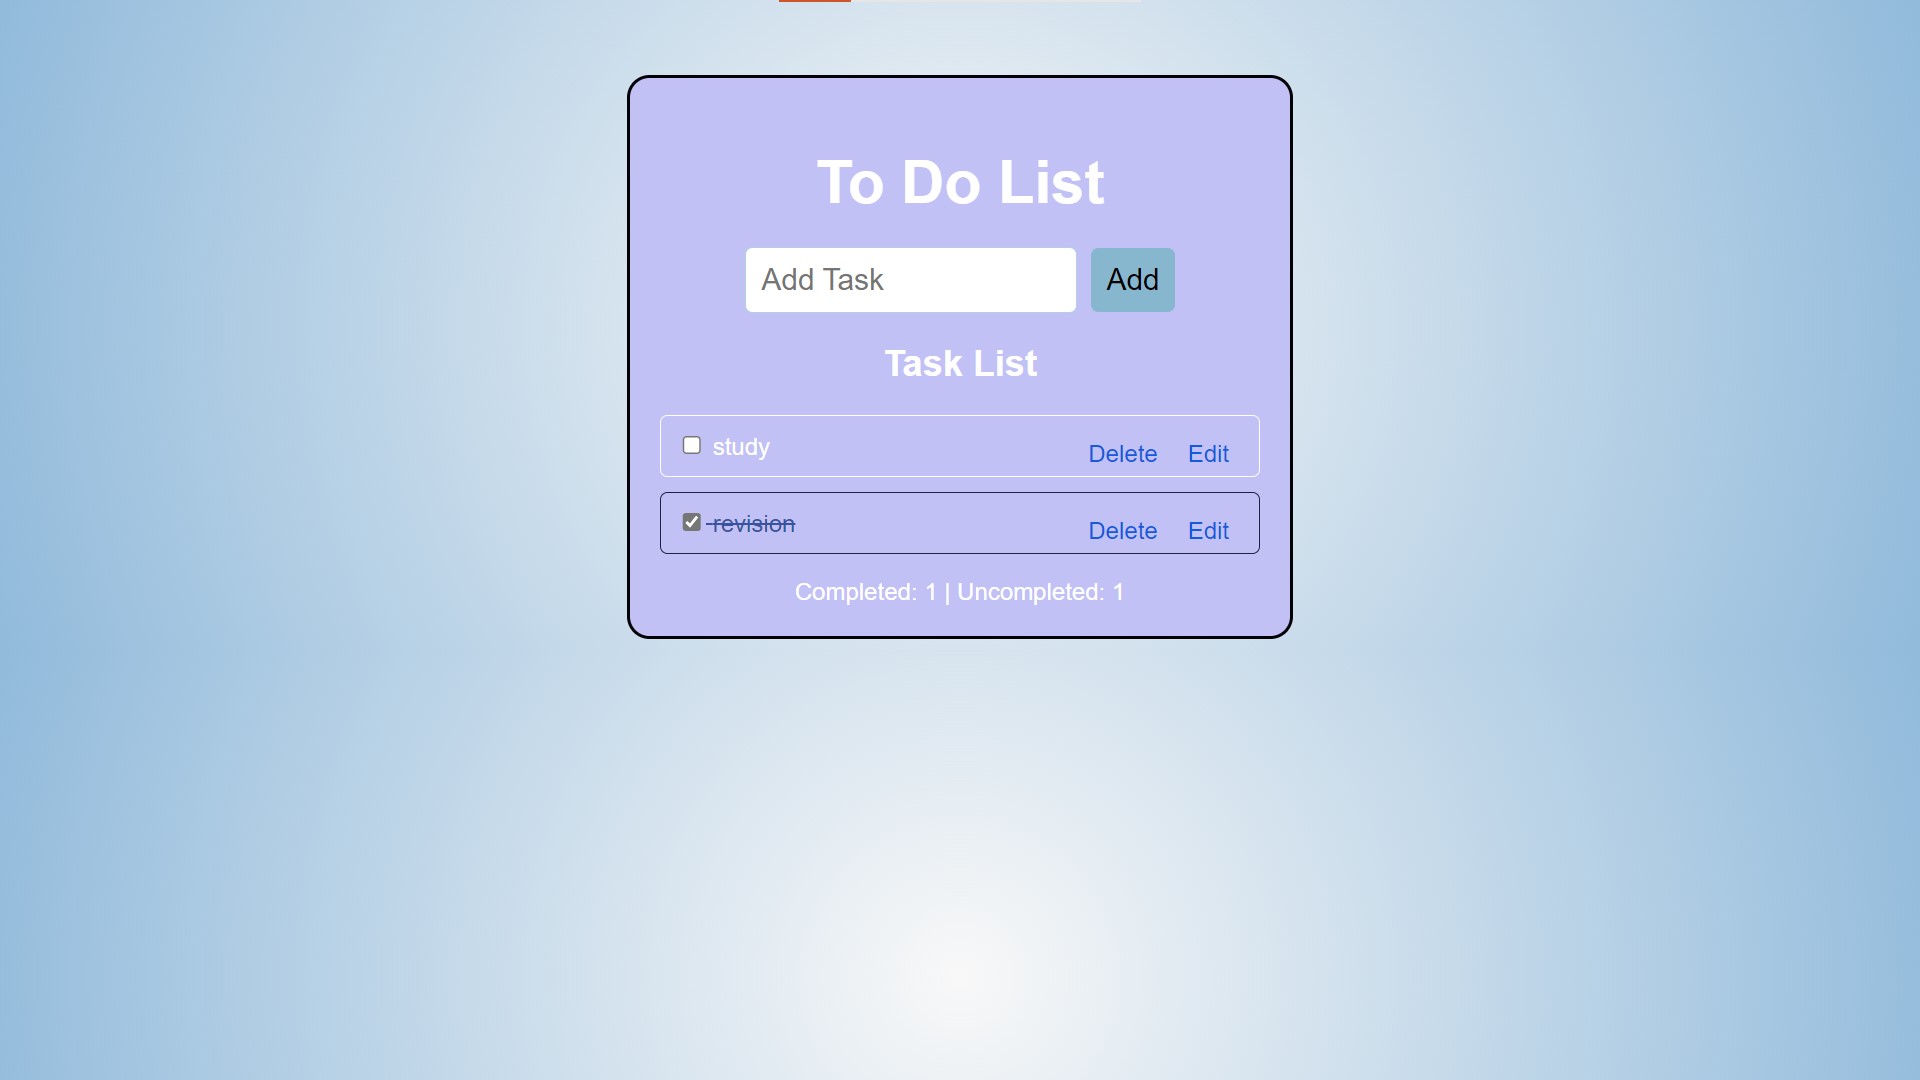 To Do List
Add Task Add
Task List
study Delete Edit
revision Delete Edit
Completed: 1 | Uncompleted: 1